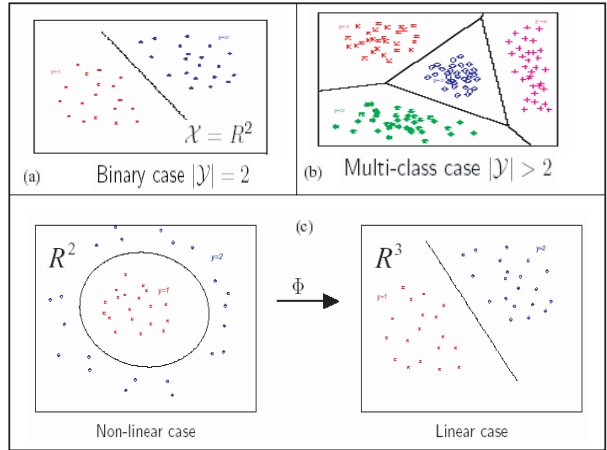 y=1
y=2
𝒳 = R²
(a)
Binary case |𝒴| = 2
(b)
Multi-class case |𝒴| > 2
(c)
R²
y=2
y=1
Φ
R³
y=2
y=1
Non-linear case
Linear case